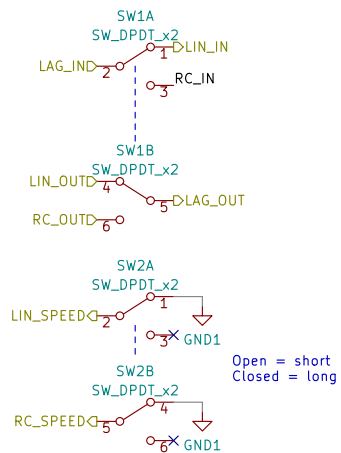 SW1A
SW_DPDT_x2
LIN_IN
1
LAG_IN
2
RC_IN
3
SW1B
SW_DPDT_x2
LIN_OUT
4
LAG_OUT
5
RC_OUT
6
SW2A
SW_DPDT_x2
1
LIN_SPEED
2
3
GND1
Open = short
Closed = long
SW2B
SW_DPDT_x2
4
RC_SPEED
5
6
GND1